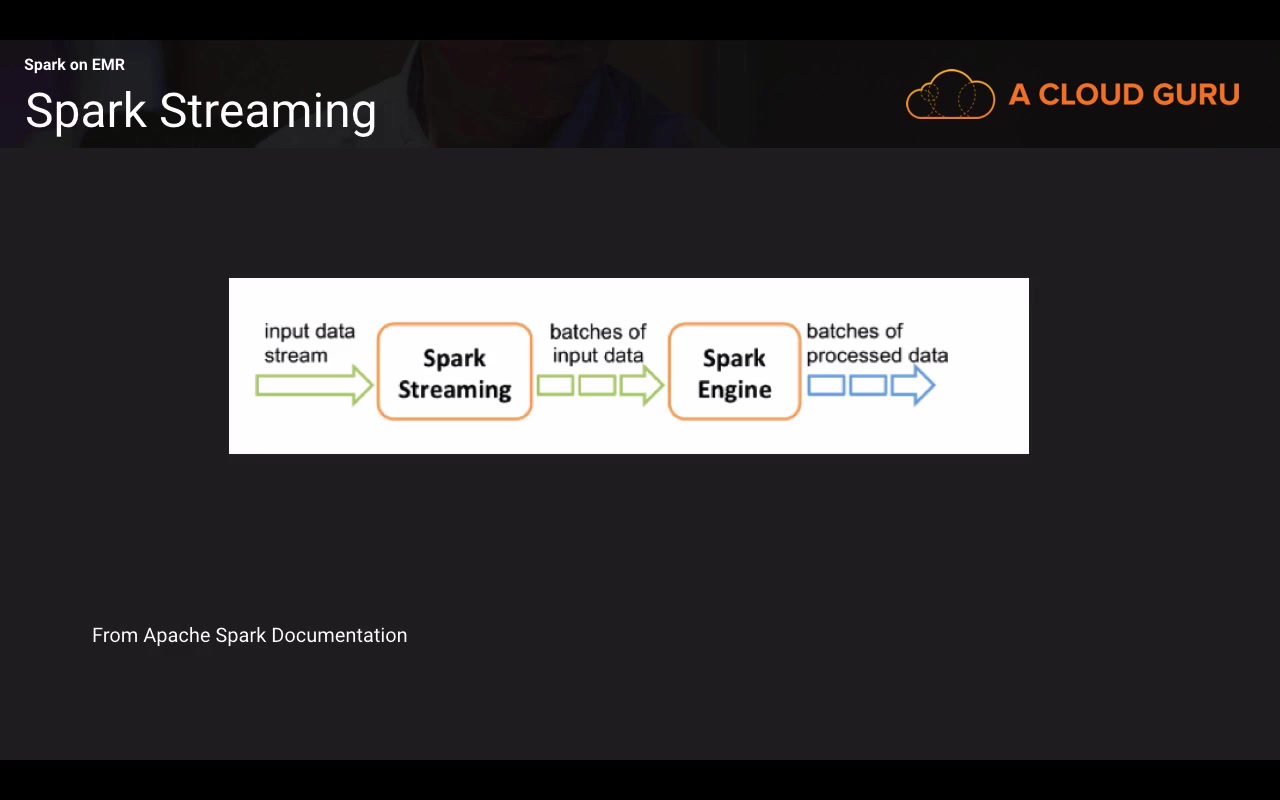 Spark on EMR
Spark Streaming
A CLOUD GURU
input data
stream
Spark
Streaming
batches of
input data
Spark
Engine
batches of
processed data
From Apache Spark Documentation